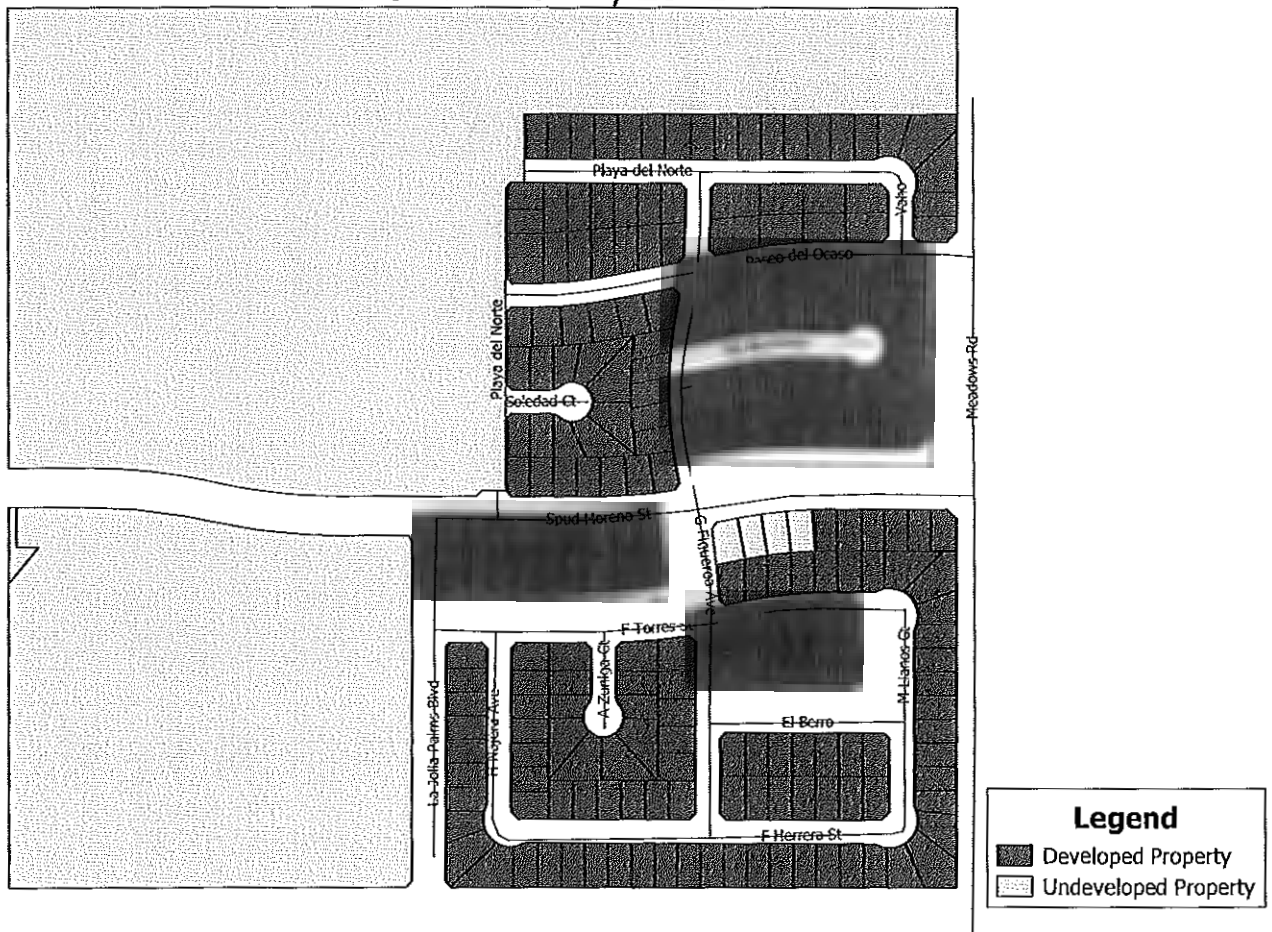 Playa del Norte
Valho
Paseo del Ocaso
Playa del Norte
Meadows Rd
Soledad Ct
Spud Moreno St
G Figueroa Ave
F Torres St
A Zuniga Ct
M Llanos Ct
La Jolla Palms Blvd
H Najera Ave
El Berro
F Herrera St
Legend
Developed Property
Undeveloped Property